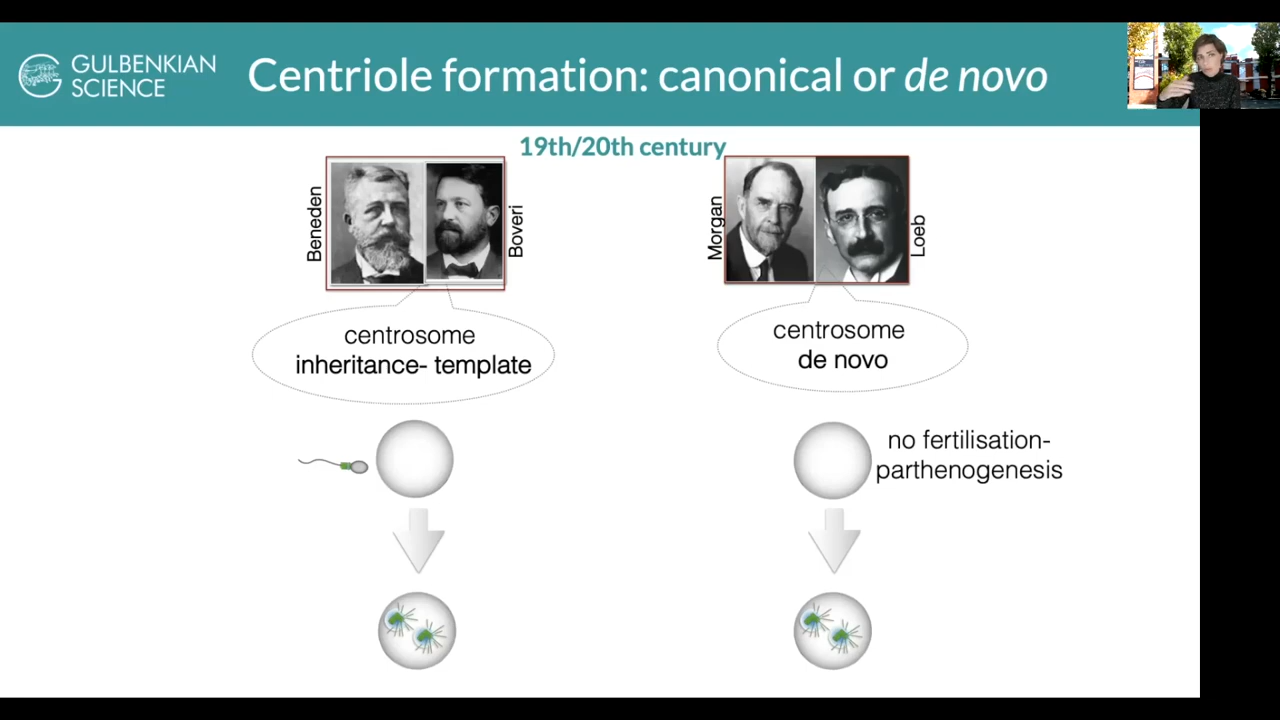 GULBENKIAN
SCIENCE
Centriole formation: canonical or de novo
19th/20th century
Beneden
Boveri
Morgan
Loeb
centrosome
inheritance- template
centrosome
de novo
no fertilisation-
parthenogenesis